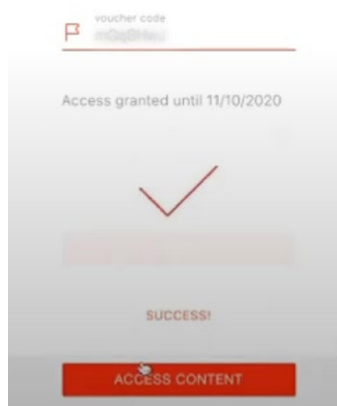 voucher code
Access granted until 11/10/2020
SUCCESS!
ACCESS CONTENT